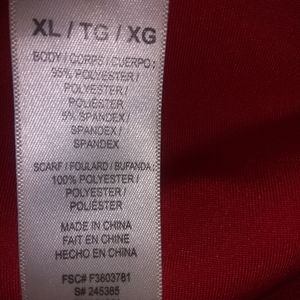 XL / TG / XG
BODY / CORPS / CUERPO:
95% POLYESTER /
POLYESTER /
POLIÉSTER
5% SPANDEX /
SPANDEX /
SPANDEX
SCARF / FOULARD / BUFANDA:
100% POLYESTER /
POLYESTER /
POLIÉSTER
MADE IN CHINA
FAIT EN CHINE
HECHO EN CHINA
FSC# F3803781
S# 245385